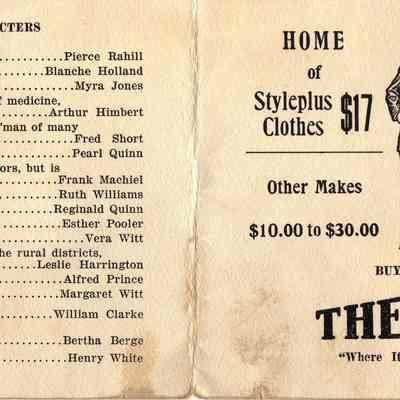 CTERS
............Pierce Rahill
.........Blanche Holland
..............Myra Jones
f medicine,
..........Arthur Himbert
"man of many
..............Fred Short
..............Pearl Quinn
ors, but is
...........Frank Machiel
...........Ruth Williams
..........Reginald Quinn
............Esther Pooler
................Vera Witt
he rural districts,
.......Leslie Harrington
............Alfred Prince
...........Margaret Witt
..........William Clarke
............Bertha Berge
.............Henry White
HOME
of
Styleplus $17
Clothes
Other Makes
$10.00 to $30.00
BUY
THE
"Where It